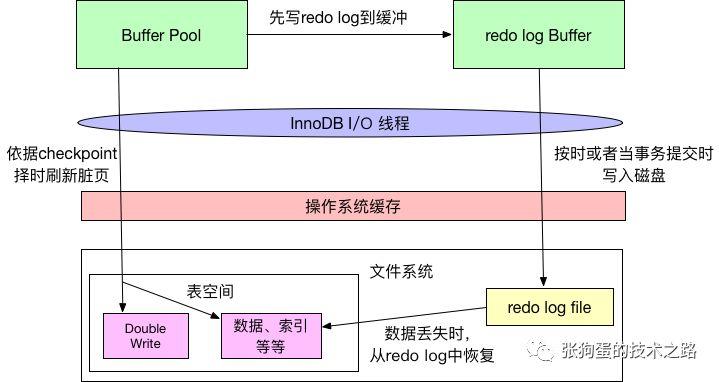 Buffer Pool
先写redo log到缓冲
redo log Buffer
InnoDB I/O 线程
依据checkpoint
择时刷新脏页
按时或者当事务提交时
写入磁盘
操作系统缓存
文件系统
表空间
Double
Write
数据、索引
等等
redo log file
数据丢失时，
从redo log中恢复
张狗蛋的技术之路